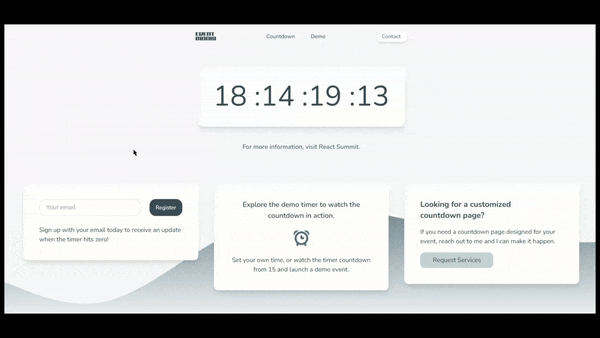 EVENT
Countdown
Demo
Contact
18 :14 :19 :13
For more information, visit React Summit.
Your email
Register
Sign up with your email today to receive an update
when the timer hits zero!
Explore the demo timer to watch the
countdown in action.
Set your own time, or watch the timer countdown
from 15 and launch a demo event.
Looking for a customized
countdown page?
If you need a countdown page designed for your
event, reach out to me and I can make it happen.
Request Services